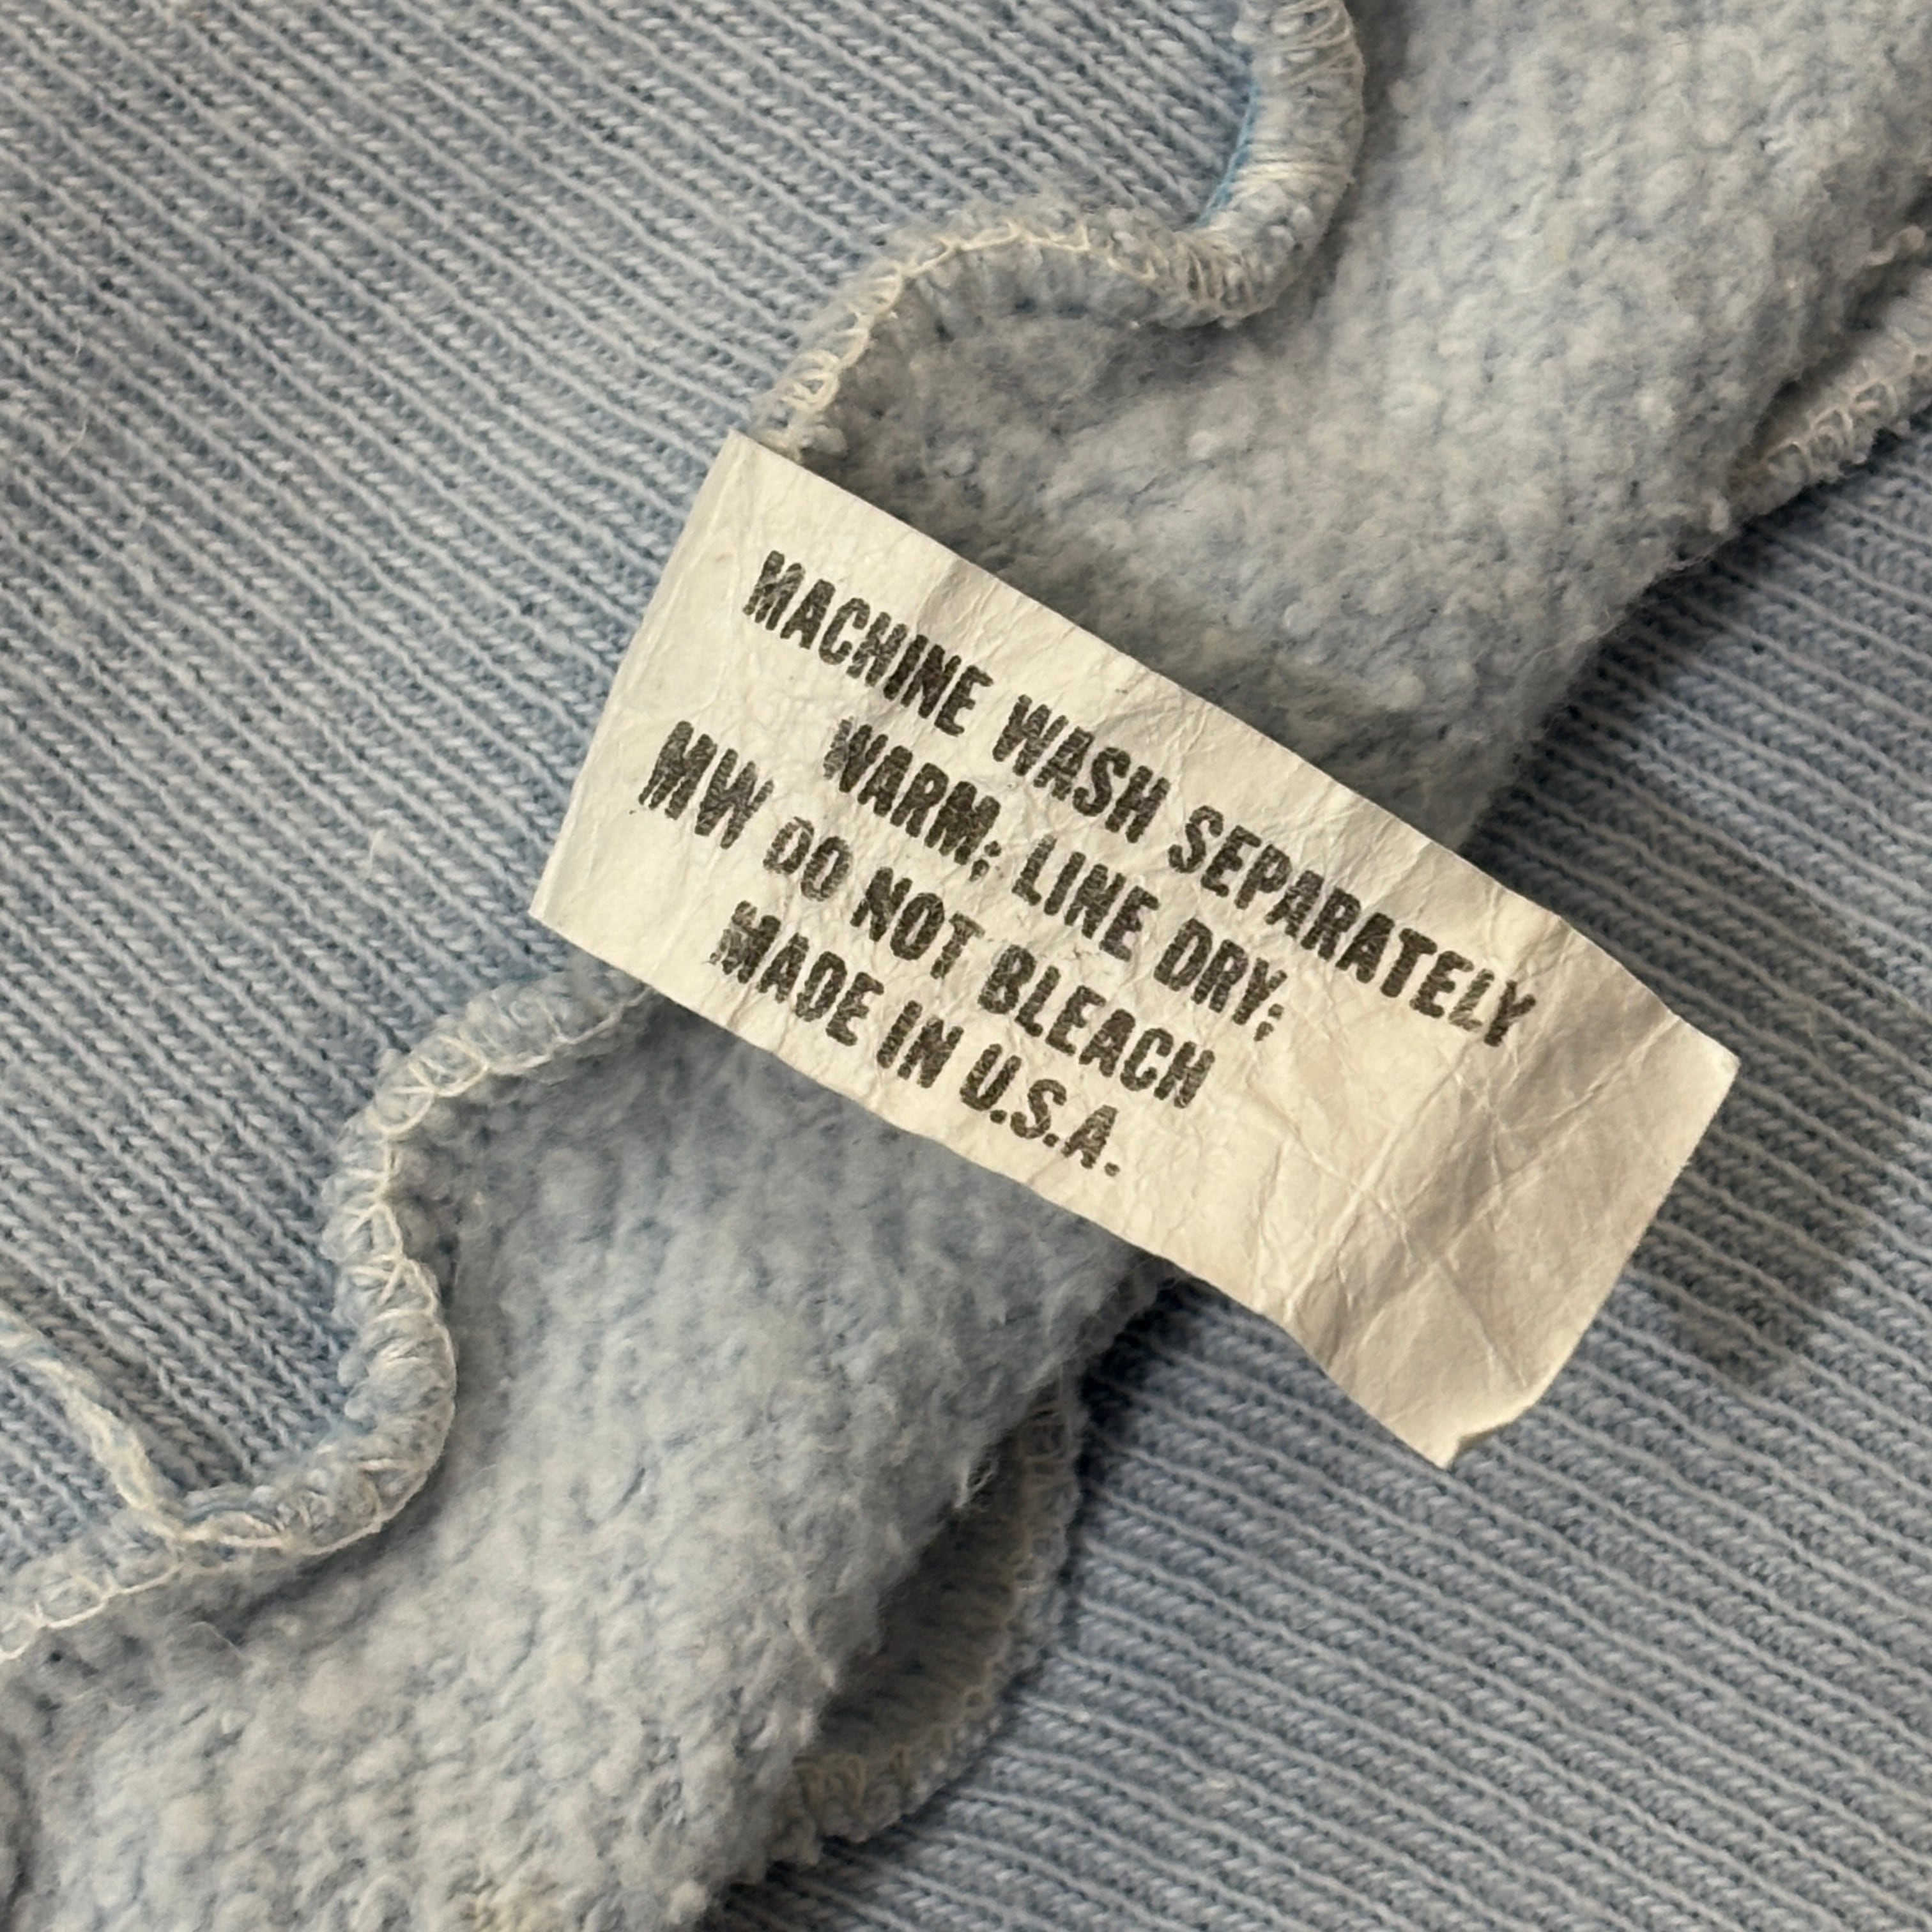 MACHINE WASH SEPARATELY
WARM; LINE DRY;
MW DO NOT BLEACH
MADE IN U.S.A.